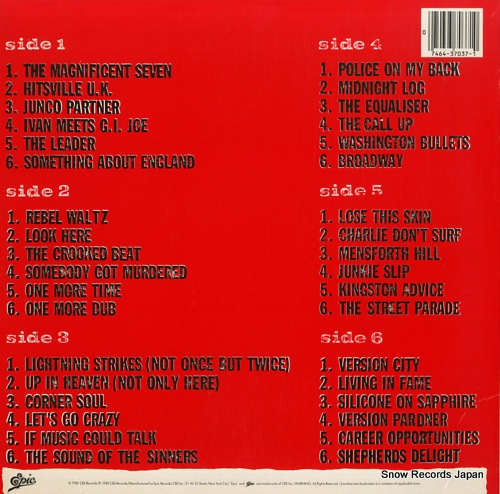 side 1
1. THE MAGNIFICENT SEVEN
2. HITSVILLE U.K.
3. JUNCO PARTNER
4. IVAN MEETS G.I. JOE
5. THE LEADER
6. SOMETHING ABOUT ENGLAND
side 2
1. REBEL WALTZ
2. LOOK HERE
3. THE CROOKED BEAT
4. SOMEBODY GOT MURDERED
5. ONE MORE TIME
6. ONE MORE DUB
side 3
1. LIGHTNING STRIKES (NOT ONCE BUT TWICE)
2. UP IN HEAVEN (NOT ONLY HERE)
3. CORNER SOUL
4. LET'S GO CRAZY
5. IF MUSIC COULD TALK
6. THE SOUND OF THE SINNERS
0 7464-37037-1
side 4
1. POLICE ON MY BACK
2. MIDNIGHT LOG
3. THE EQUALISER
4. THE CALL UP
5. WASHINGTON BULLETS
6. BROADWAY
side 5
1. LOSE THIS SKIN
2. CHARLIE DON'T SURF
3. MENSFORTH HILL
4. JUNKIE SLIP
5. KINGSTON ADVICE
6. THE STREET PARADE
side 6
1. VERSION CITY
2. LIVING IN FAME
3. SILICONE ON SAPPHIRE
4. VERSION PARDNER
5. CAREER OPPORTUNITIES
6. SHEPHERDS DELIGHT
Epic
Snow Records Japan